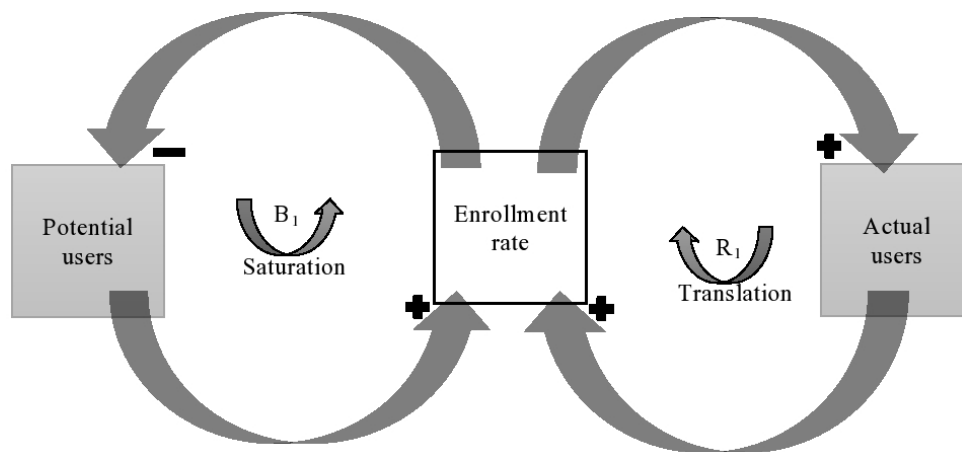 Potential
users
B₁
Saturation
Enrollment
rate
R₁
Translation
Actual
users